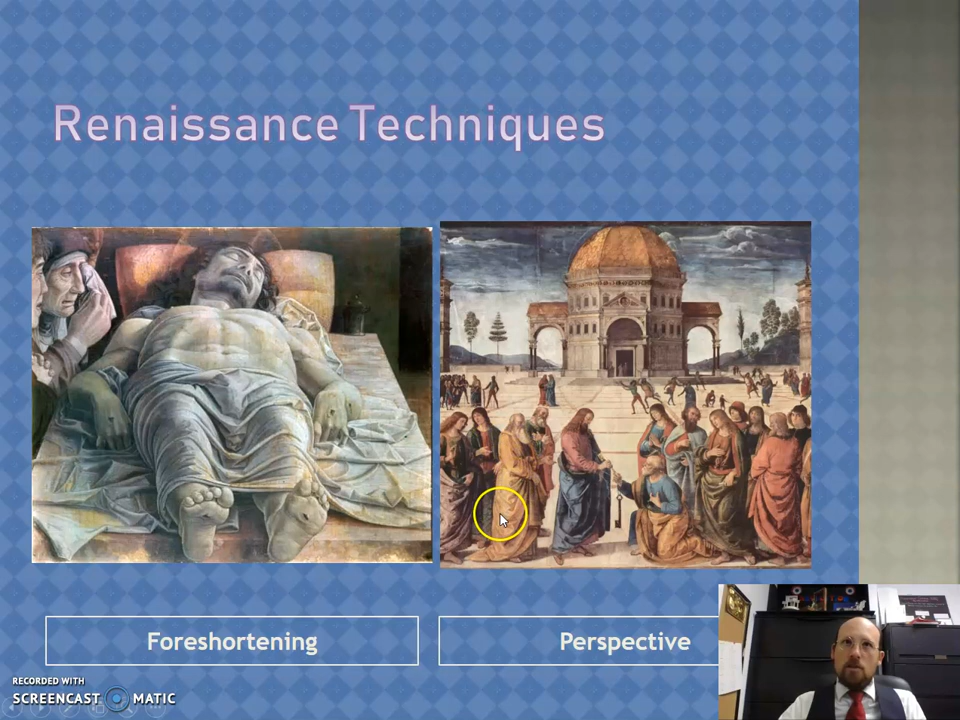 Renaissance Techniques
Foreshortening
Perspective
RECORDED WITH
SCREENCAST MATIC